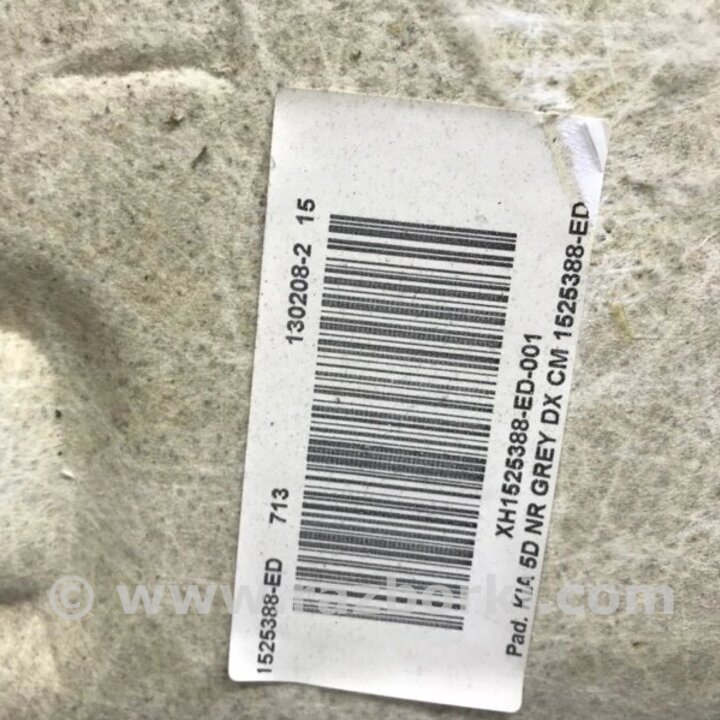 130208-2 15
1525388-ED 713
XH1525388-ED-001
Pad. KIA 5D NR GREY DX CM 1525388-ED
© www.razborka.com